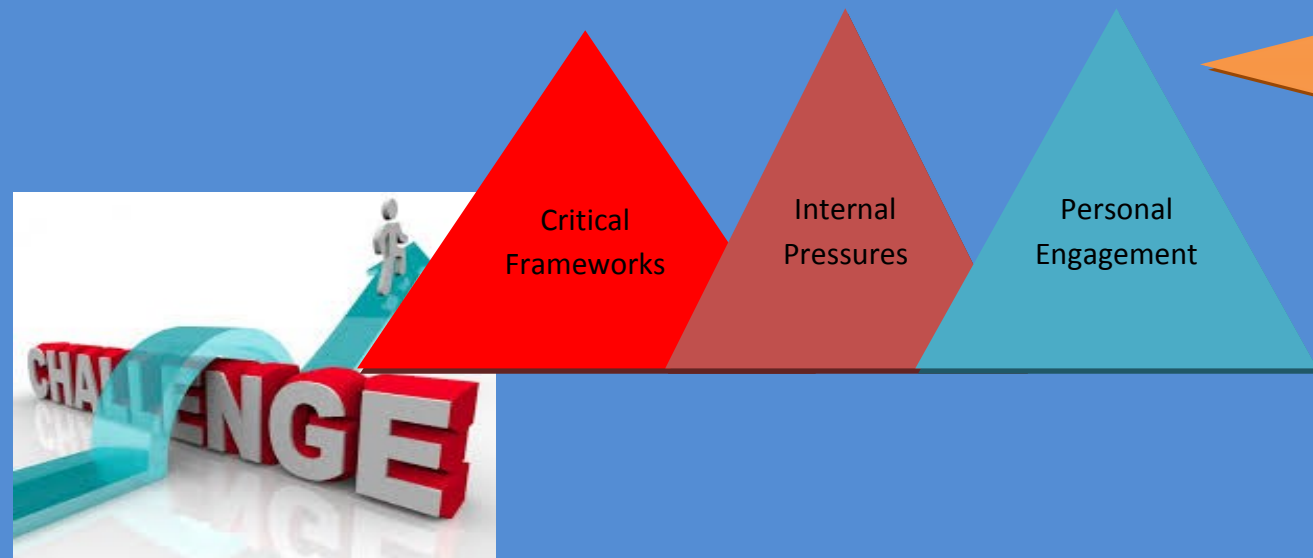 Critical
Frameworks
Internal
Pressures
Personal
Engagement
CHALLENGE